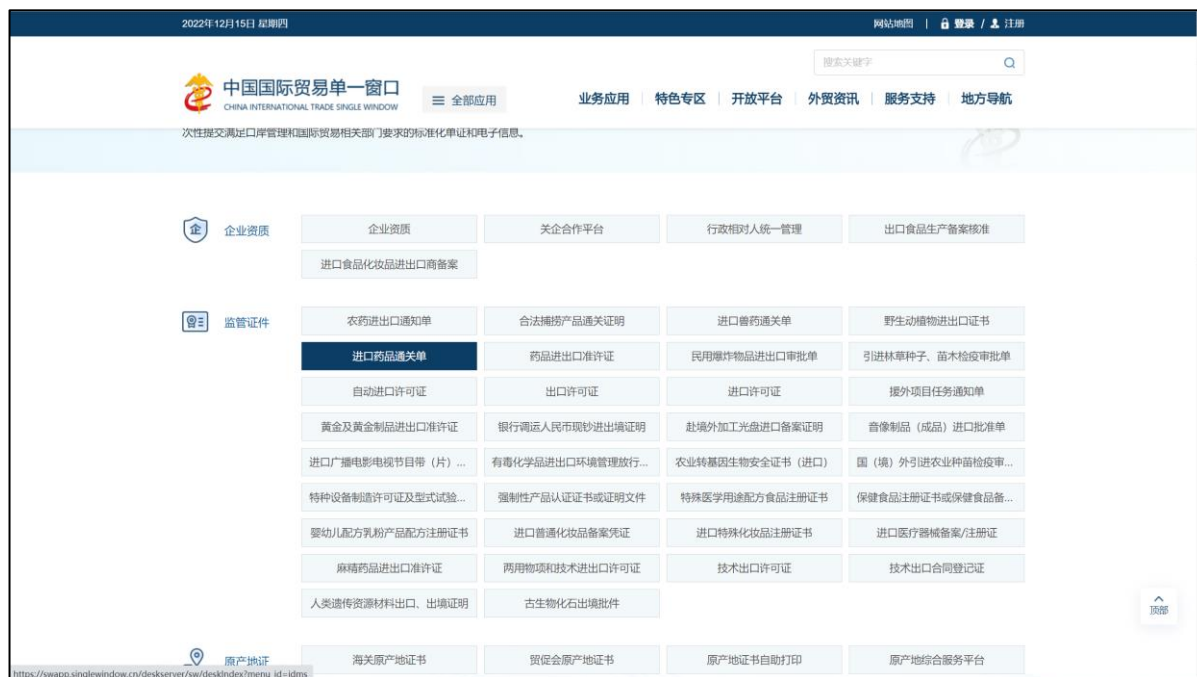 2022年12月15日 星期四
网站地图 | 登录 / 注册
搜索关键字
中国国际贸易单一窗口
CHINA INTERNATIONAL TRADE SINGLE WINDOW
全部应用
业务应用 特色专区 开放平台 外贸资讯 服务支持 地方导航
次性提交满足口岸管理和国际贸易相关部门要求的标准化单证和电子信息。
企业资质 企业资质 关企合作平台 行政相对人统一管理 出口食品生产备案核准
进口食品化妆品进出口商备案
监管证件 农药进出口通知单 合法捕捞产品通关证明 进口兽药通关单 野生动植物进出口证书
进口药品通关单 药品进出口准许证 民用爆炸物品进出口审批单 引进林草种子、苗木检疫审批单
自动进口许可证 出口许可证 进口许可证 援外项目任务通知单
黄金及黄金制品进出口准许证 银行调运人民币现钞进出境证明 赴境外加工光盘进口备案证明 音像制品（成品）进口批准单
进口广播电影电视节目带（片）... 有毒化学品进出口环境管理放行... 农业转基因生物安全证书（进口） 国（境）外引进农业种苗检疫审...
特种设备制造许可证及型式试验... 强制性产品认证证书或证明文件 特殊医学用途配方食品注册证书 保健食品注册证书或保健食品备...
婴幼儿配方乳粉产品配方注册证书 进口普通化妆品备案凭证 进口特殊化妆品注册证书 进口医疗器械备案/注册证
麻精药品进出口准许证 两用物项和技术进出口许可证 技术出口许可证 技术出口合同登记证
人类遗传资源材料出口、出境证明 古生物化石出境批件
顶部
原产地证 海关原产地证书 贸促会原产地证书 原产地证书自助打印 原产地综合服务平台
https://swapp.singlewindow.cn/deskserver/sw/deskIndex?menu_id=idms